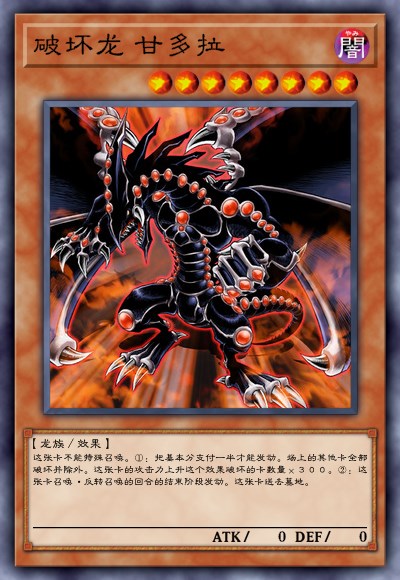 破坏龙 甘多拉
やみ
闇
【龙族／效果】
这张卡不能特殊召唤。①：把基本分支付一半才能发动。场上的其他卡全部
破坏并除外。这张卡的攻击力上升这个效果破坏的卡数量×３００。②：这
张卡召唤·反转召唤的回合的结束阶段发动。这张卡送去墓地。
ATK/ 0 DEF/ 0